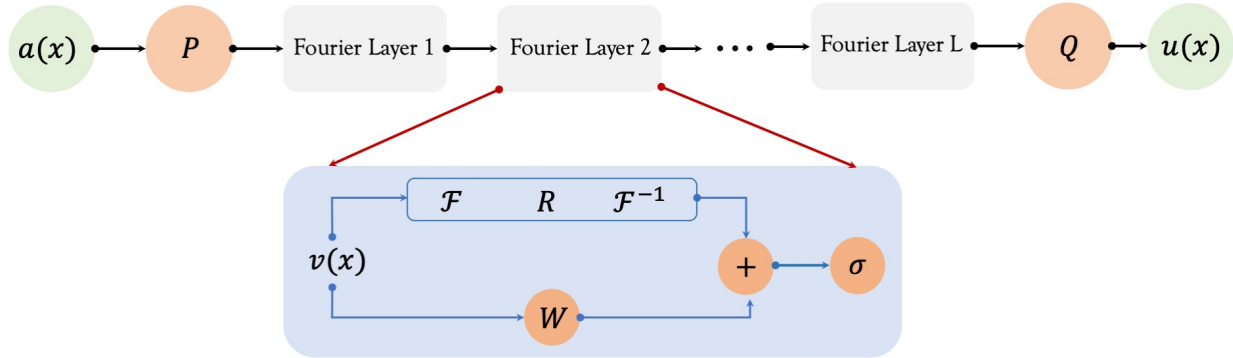 a(x) P Fourier Layer 1 Fourier Layer 2 ••• Fourier Layer L Q u(x)
ℱ R ℱ⁻¹
v(x) + σ
W